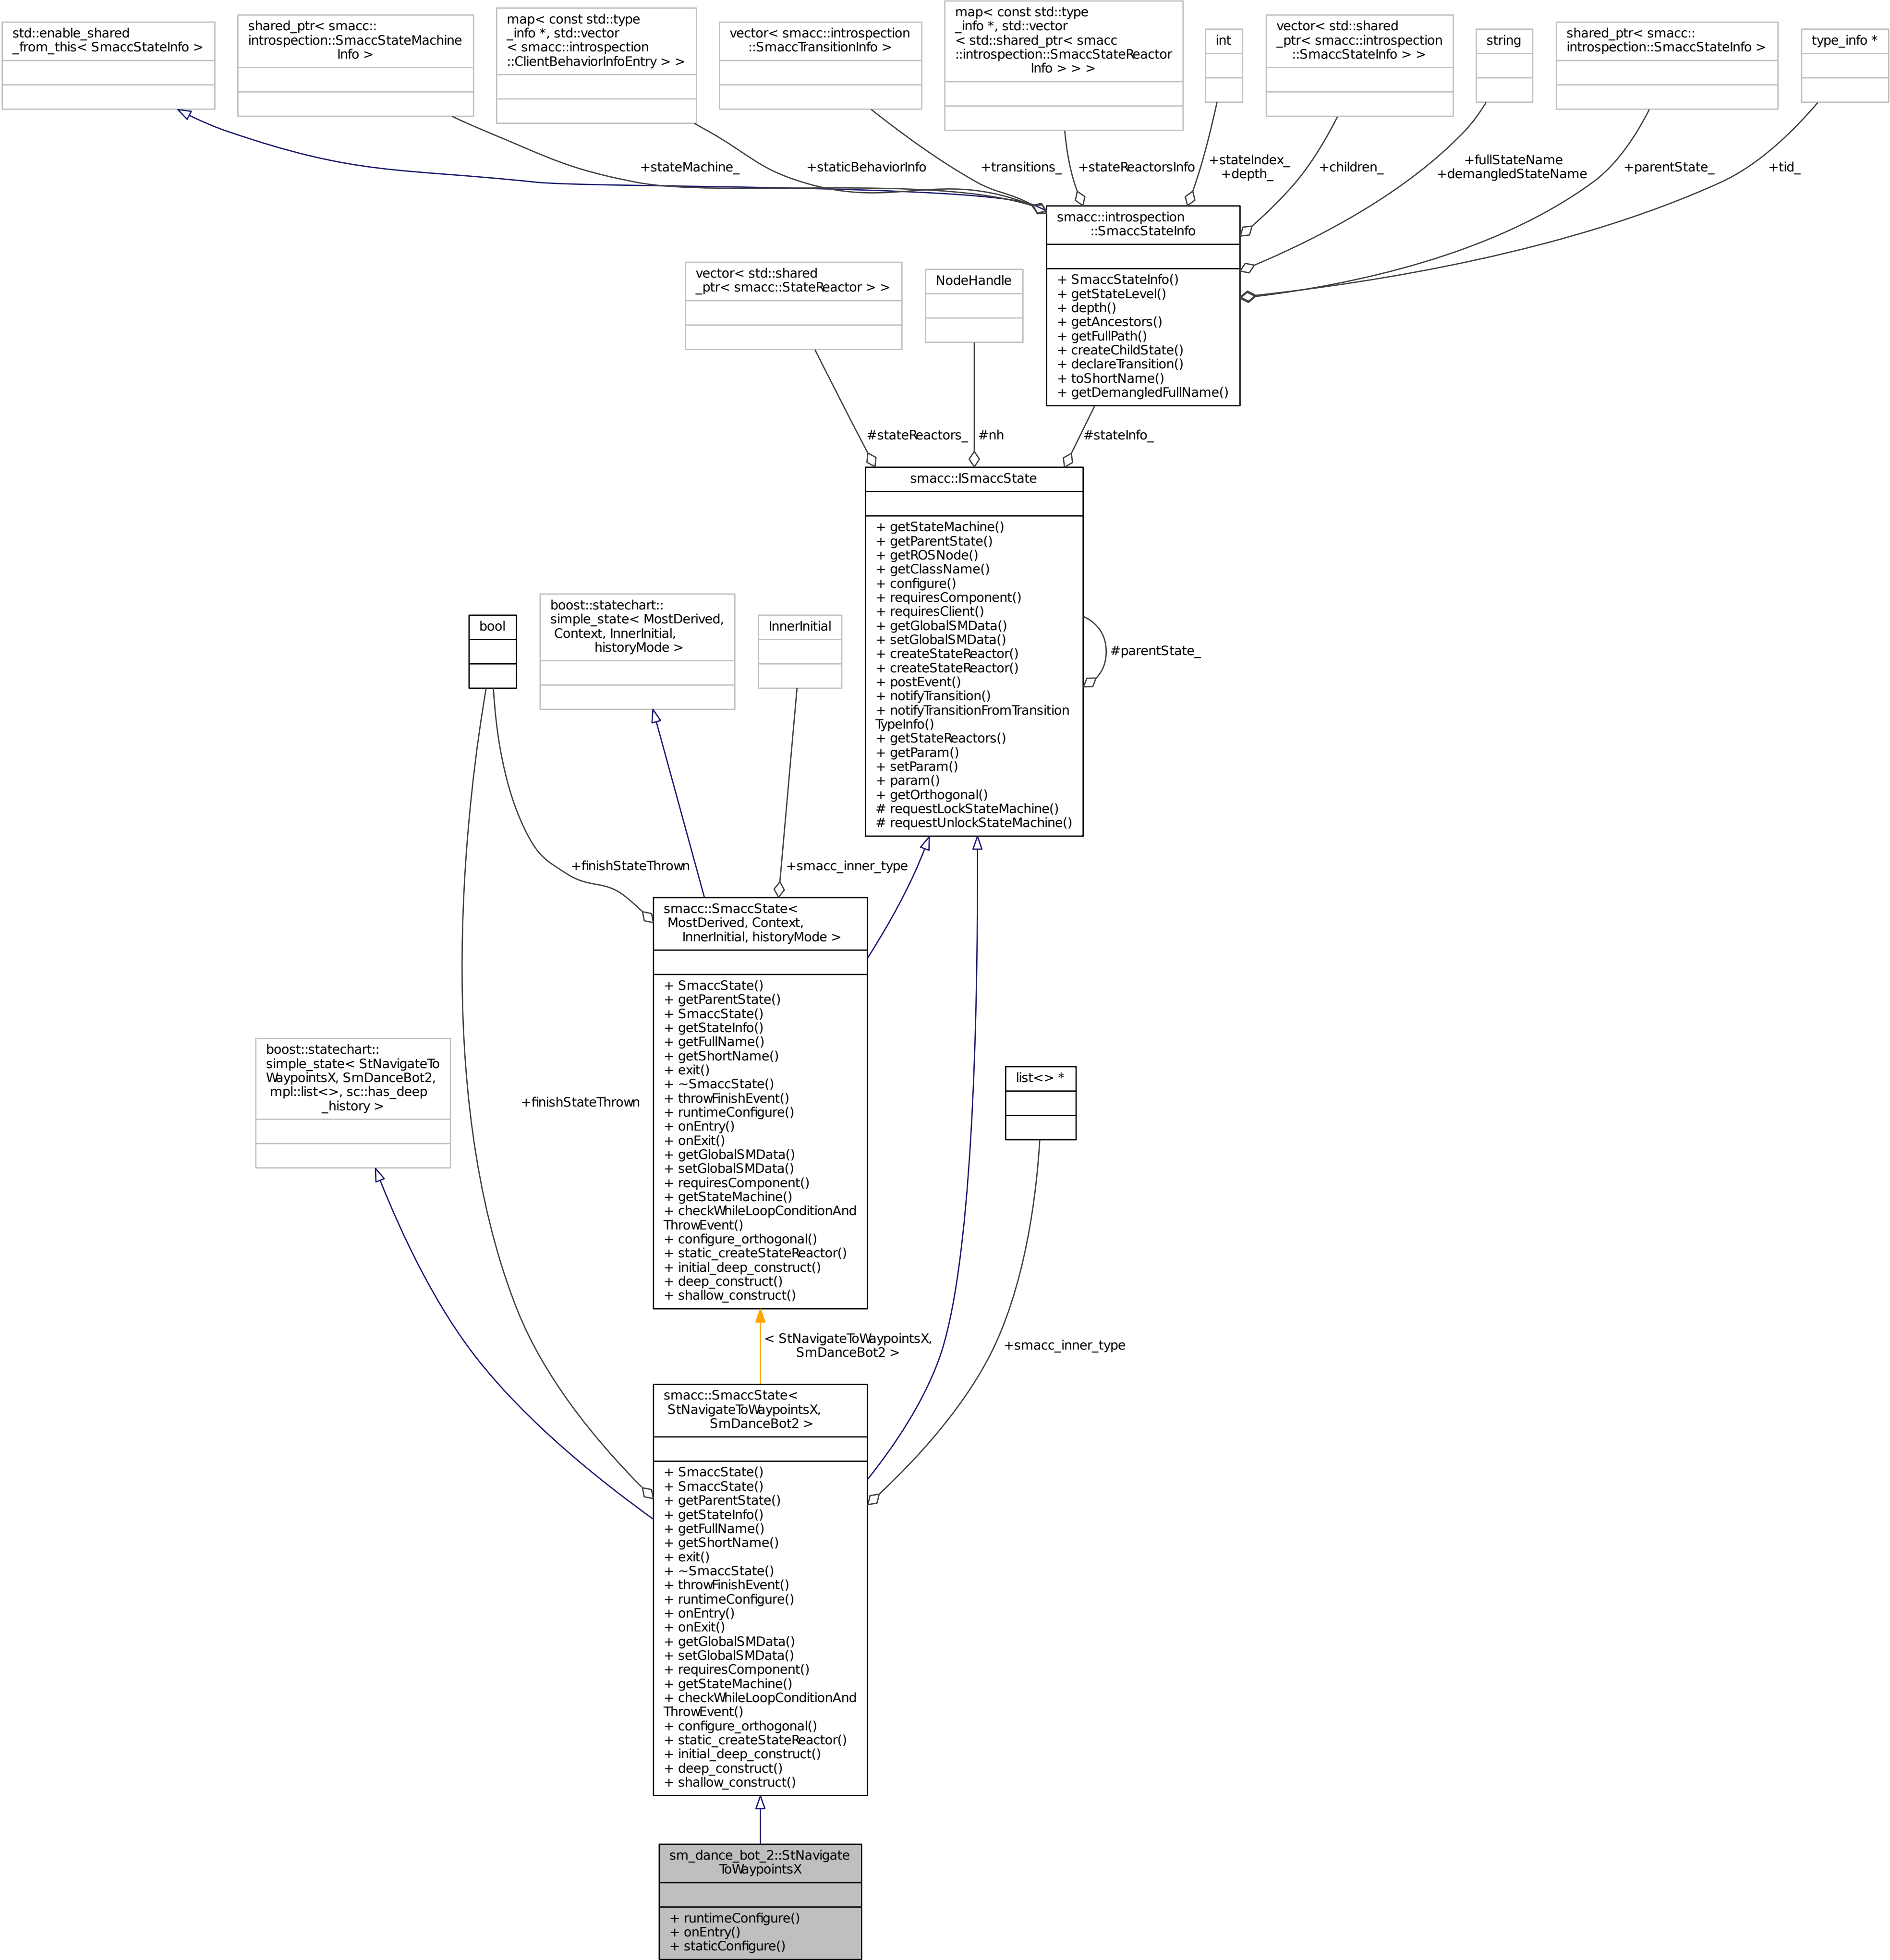 std::enable_shared
_from_this< SmaccStateInfo >
shared_ptr< smacc::
introspection::SmaccStateMachine
Info >
map< const std::type
_info *, std::vector
< smacc::introspection
::ClientBehaviorInfoEntry > >
vector< smacc::introspection
::SmaccTransitionInfo >
map< const std::type
_info *, std::vector
< std::shared_ptr< smacc
::introspection::SmaccStateReactor
Info > > >
int
vector< std::shared
_ptr< smacc::introspection
::SmaccStateInfo > >
string
shared_ptr< smacc::
introspection::SmaccStateInfo >
type_info *
+stateMachine_
+staticBehaviorInfo
+transitions_
+stateReactorsInfo
+stateIndex_
+depth_
+children_
+fullStateName
+demangledStateName
+parentState_
+tid_
smacc::introspection
::SmaccStateInfo
+ SmaccStateInfo()
+ getStateLevel()
+ depth()
+ getAncestors()
+ getFullPath()
+ createChildState()
+ declareTransition()
+ toShortName()
+ getDemangledFullName()
vector< std::shared
_ptr< smacc::StateReactor > >
NodeHandle
#stateReactors_
#nh
#stateInfo_
smacc::ISmaccState
+ getStateMachine()
+ getParentState()
+ getROSNode()
+ getClassName()
+ configure()
+ requiresComponent()
+ requiresClient()
+ getGlobalSMData()
+ setGlobalSMData()
+ createStateReactor()
+ createStateReactor()
+ postEvent()
+ notifyTransition()
+ notifyTransitionFromTransition
TypeInfo()
+ getStateReactors()
+ getParam()
+ setParam()
+ param()
+ getOrthogonal()
# requestLockStateMachine()
# requestUnlockStateMachine()
#parentState_
bool
boost::statechart::
simple_state< MostDerived,
Context, InnerInitial,
historyMode >
InnerInitial
+finishStateThrown
+smacc_inner_type
smacc::SmaccState<
MostDerived, Context,
InnerInitial, historyMode >
+ SmaccState()
+ getParentState()
+ SmaccState()
+ getStateInfo()
+ getFullName()
+ getShortName()
+ exit()
+ ~SmaccState()
+ throwFinishEvent()
+ runtimeConfigure()
+ onEntry()
+ onExit()
+ getGlobalSMData()
+ setGlobalSMData()
+ requiresComponent()
+ getStateMachine()
+ checkWhileLoopConditionAnd
ThrowEvent()
+ configure_orthogonal()
+ static_createStateReactor()
+ initial_deep_construct()
+ deep_construct()
+ shallow_construct()
boost::statechart::
simple_state< StNavigateTo
WaypointsX, SmDanceBot2,
mpl::list<>, sc::has_deep
_history >
+finishStateThrown
list<> *
< StNavigateToWaypointsX,
SmDanceBot2 >
+smacc_inner_type
smacc::SmaccState<
StNavigateToWaypointsX,
SmDanceBot2 >
+ SmaccState()
+ SmaccState()
+ getParentState()
+ getStateInfo()
+ getFullName()
+ getShortName()
+ exit()
+ ~SmaccState()
+ throwFinishEvent()
+ runtimeConfigure()
+ onEntry()
+ onExit()
+ getGlobalSMData()
+ setGlobalSMData()
+ requiresComponent()
+ getStateMachine()
+ checkWhileLoopConditionAnd
ThrowEvent()
+ configure_orthogonal()
+ static_createStateReactor()
+ initial_deep_construct()
+ deep_construct()
+ shallow_construct()
sm_dance_bot_2::StNavigate
ToWaypointsX
+ runtimeConfigure()
+ onEntry()
+ staticConfigure()